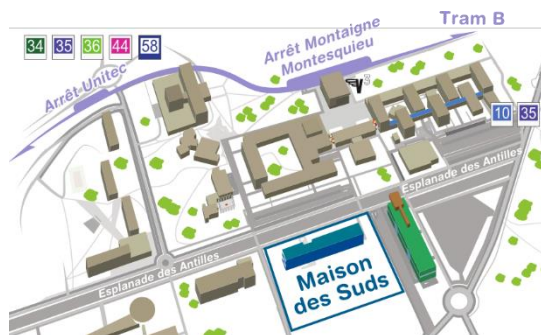 Tram B
34 35 36 44 58
Arrêt Montaigne
Montesquieu
Arrêt Unitec
10 35
Esplanade des Antilles
Esplanade des Antilles
Maison
des Suds